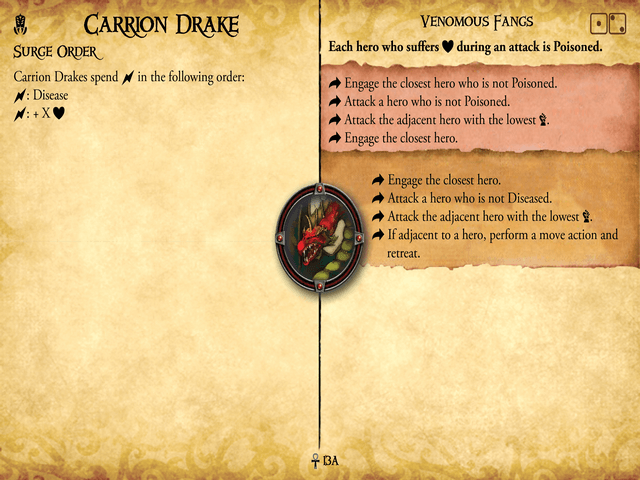 Carrion Drake
Surge Order
Carrion Drakes spend in the following order:
: Disease
: + X
Venomous Fangs
Each hero who suffers during an attack is Poisoned.
Engage the closest hero who is not Poisoned.
Attack a hero who is not Poisoned.
Attack the adjacent hero with the lowest .
Engage the closest hero.
Engage the closest hero.
Attack a hero who is not Diseased.
Attack the adjacent hero with the lowest .
If adjacent to a hero, perform a move action and
retreat.
13A